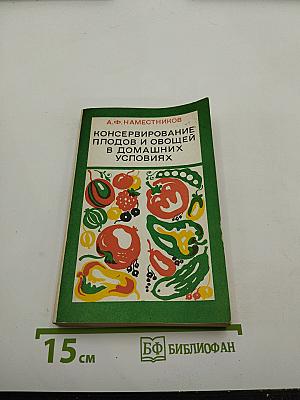 А.Ф. НАМЕСТНИКОВ
КОНСЕРВИРОВАНИЕ
ПЛОДОВ И ОВОЩЕЙ
В ДОМАШНИХ
УСЛОВИЯХ
15 см
БФ БИБЛИОФАН